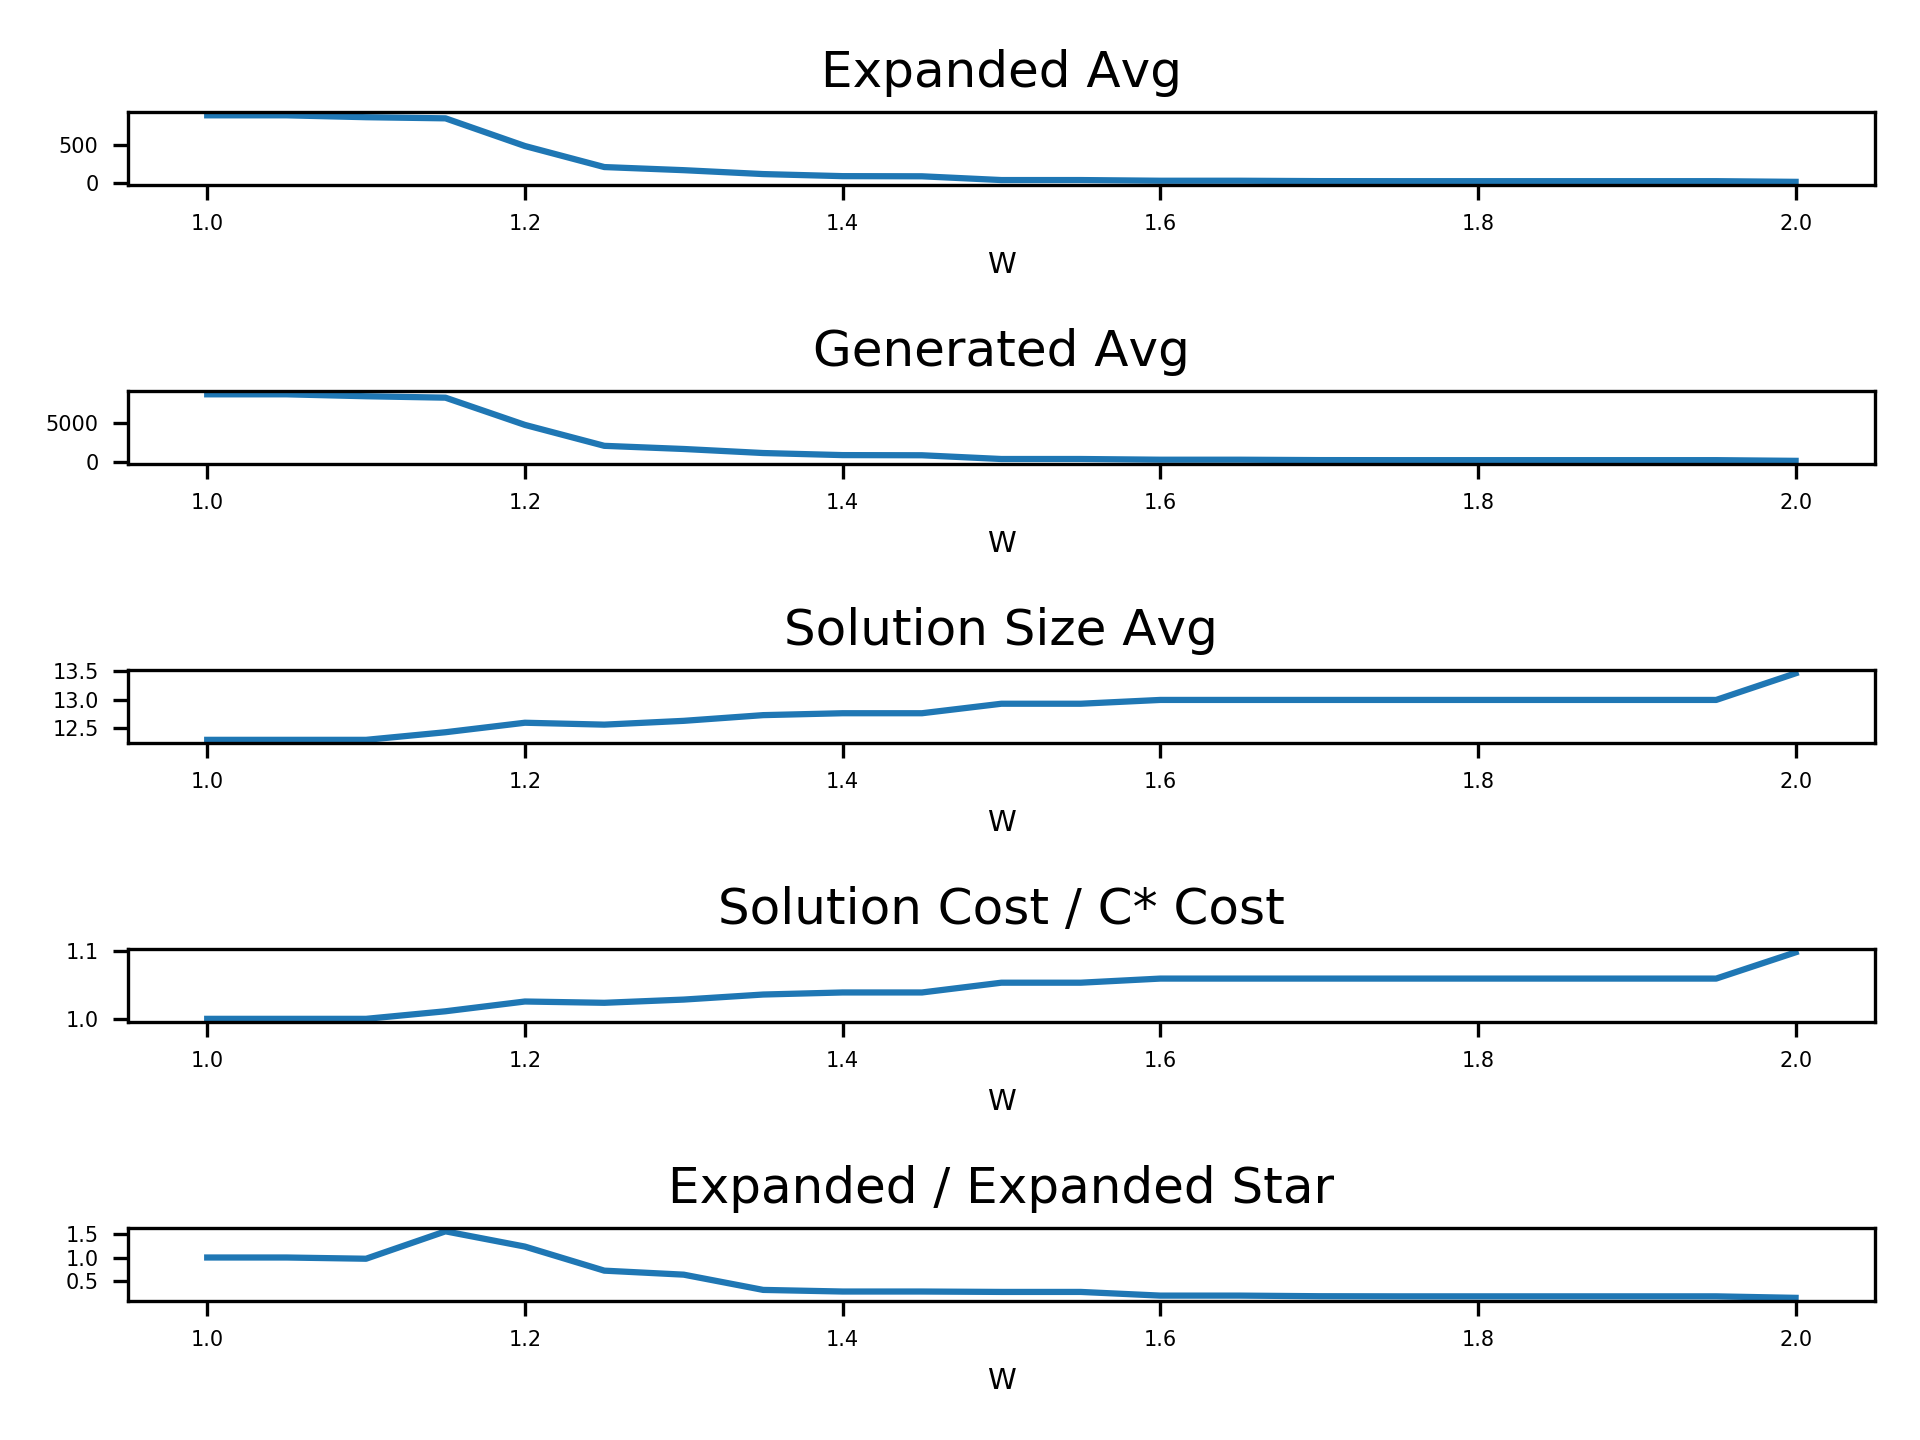 Expanded Avg
500
0
1.0 1.2 1.4 1.6 1.8 2.0
W
Generated Avg
5000
0
1.0 1.2 1.4 1.6 1.8 2.0
W
Solution Size Avg
13.5
13.0
12.5
1.0 1.2 1.4 1.6 1.8 2.0
W
Solution Cost / C* Cost
1.1
1.0
1.0 1.2 1.4 1.6 1.8 2.0
W
Expanded / Expanded Star
1.5
1.0
0.5
1.0 1.2 1.4 1.6 1.8 2.0
W